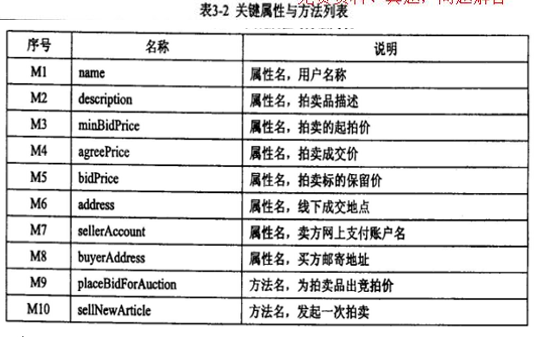 表3-2 关键属性与方法列表
序号 名称 说明
M1 name 属性名，用户名称
M2 description 属性名，拍卖品描述
M3 minBidPrice 属性名，拍卖的起拍价
M4 agreePrice 属性名，拍卖成交价
M5 bidPrice 属性名，拍卖标的保留价
M6 address 属性名，线下成交地点
M7 sellerAccount 属性名，卖方网上支付账户名
M8 buyerAddress 属性名，买方邮寄地址
M9 placeBidForAuction 方法名，为拍卖品出竞拍价
M10 sellNewArticle 方法名，发起一次拍卖